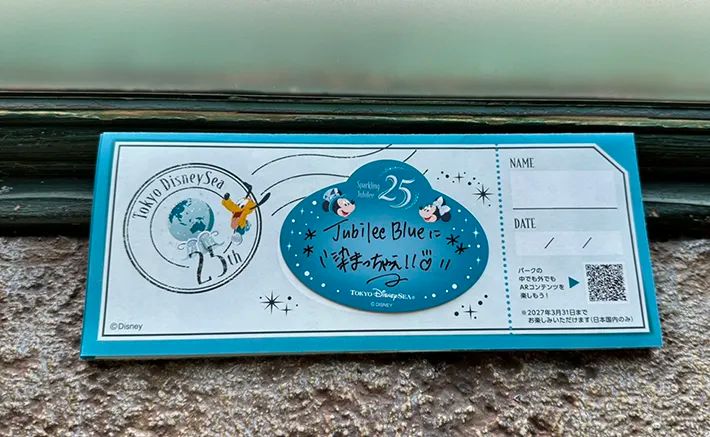 Tokyo DisneySea
25th
©Disney
Sparkling
Jubilee
25
Jubilee Blueに
"染まっちゃえ!!"
TOKYO DisneySEA®
© DISNEY
NAME
DATE
/ /
パークの
中でも外でも
ARコンテンツを
楽しもう!
※2027年3月31日まで
お楽しみいただけます(日本国内のみ)